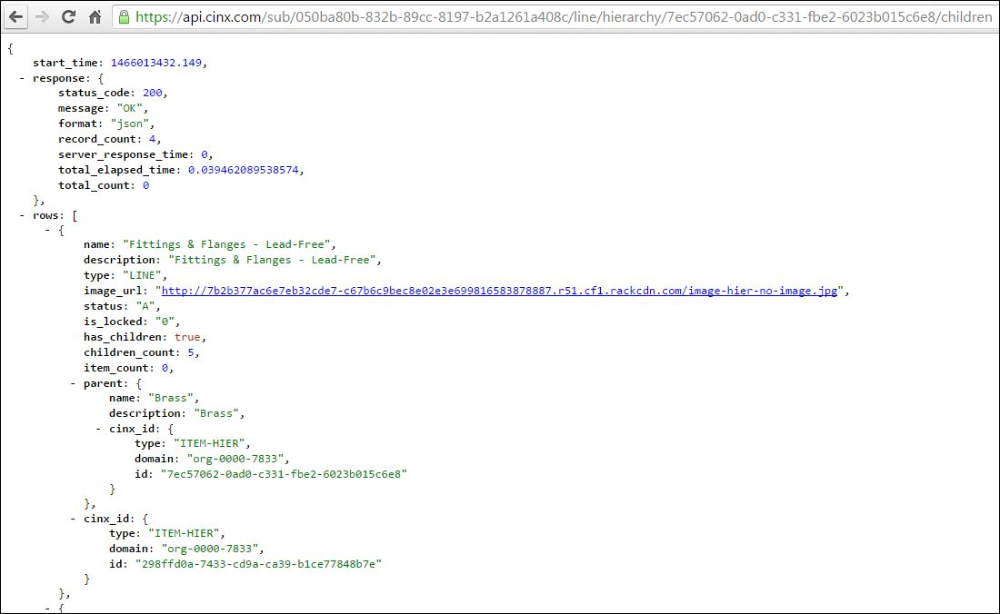 https://api.cinx.com/sub/050ba80b-832b-89cc-8197-b2a1261a408c/line/hierarchy/7ec57062-0ad0-c331-fbe2-6023b015c6e8/children
{
start_time: 1466013432.149,
- response: {
status_code: 200,
message: "OK",
format: "json",
record_count: 4,
server_response_time: 0,
total_elapsed_time: 0.039462089538574,
total_count: 0
},
- rows: [
- {
name: "Fittings & Flanges - Lead-Free",
description: "Fittings & Flanges - Lead-Free",
type: "LINE",
image_url: "http://7b2b377ac6e7eb32cde7-c67b6c9bec8e02e3e699816583878887.r51.cf1.rackcdn.com/image-hier-no-image.jpg",
status: "A",
is_locked: "0",
has_children: true,
children_count: 5,
item_count: 0,
- parent: {
name: "Brass",
description: "Brass",
- cinx_id: {
type: "ITEM-HIER",
domain: "org-0000-7833",
id: "7ec57062-0ad0-c331-fbe2-6023b015c6e8"
}
},
- cinx_id: {
type: "ITEM-HIER",
domain: "org-0000-7833",
id: "298ffd0a-7433-cd9a-ca39-b1ce77848b7e"
}
},
- {